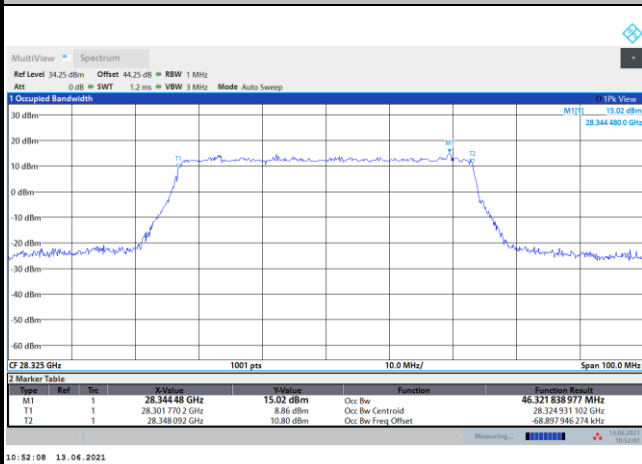 MultiView Spectrum
Ref Level 34.25 dBm Offset 44.25 dB RBW 1 MHz
Att 0 dB SWT 1.2 ms VBW 3 MHz Mode Auto Sweep
1 Occupied Bandwidth 1Pk View
M1[1] 15.02 dBm
28.344 480 0 GHz
30 dBm
20 dBm
M1
T1 T2
10 dBm
0 dBm
-10 dBm
-20 dBm
-30 dBm
-40 dBm
-50 dBm
-60 dBm
CF 28.325 GHz 1001 pts 10.0 MHz/ Span 100.0 MHz
2 Marker Table
Type Ref Trc X-Value Y-Value Function Function Result
M1 1 28.344 48 GHz 15.02 dBm Occ Bw 46.321 838 977 MHz
T1 1 28.301 770 2 GHz 8.86 dBm Occ Bw Centroid 28.324 931 102 GHz
T2 1 28.348 092 GHz 10.80 dBm Occ Bw Freq Offset -68.897 946 274 kHz
Measuring... 13.06.2021
10:52:07
10:52:08 13.06.2021